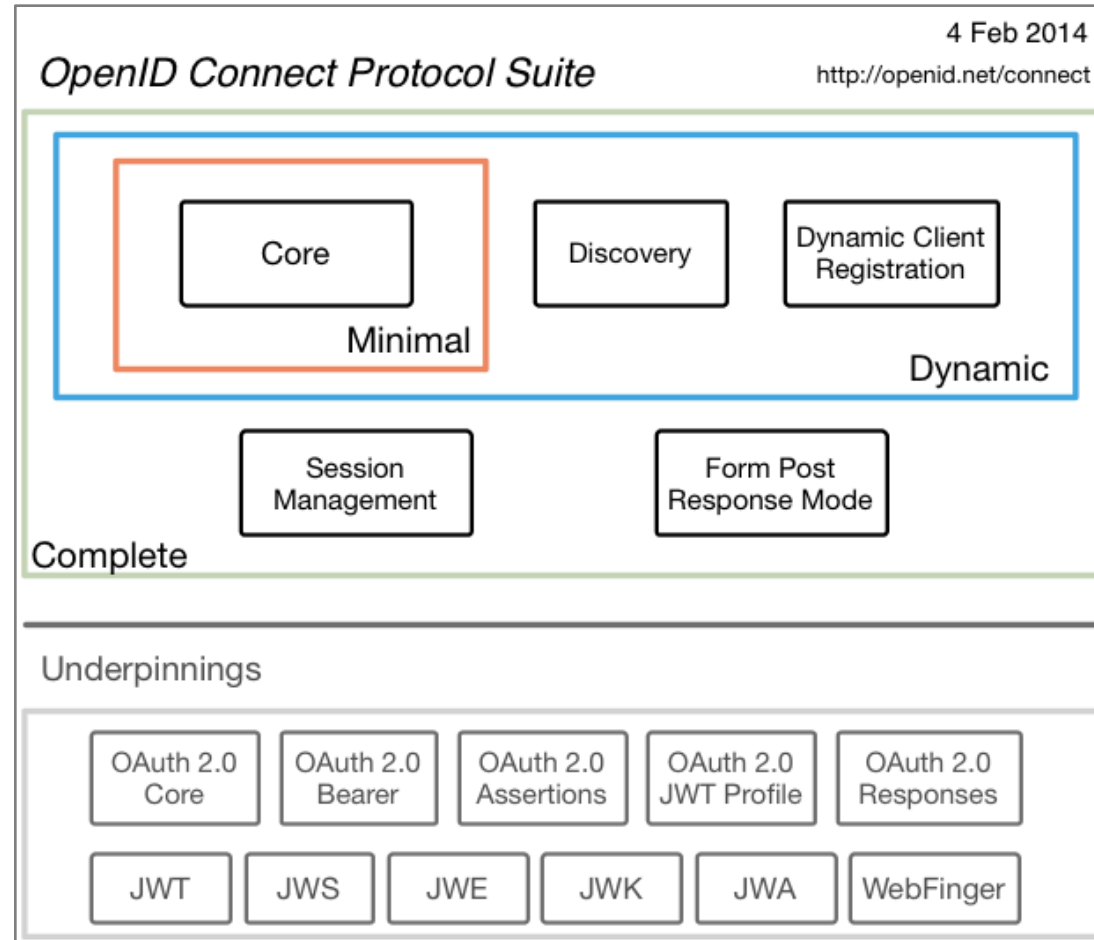 4 Feb 2014
OpenID Connect Protocol Suite
http://openid.net/connect
Core
Discovery
Dynamic Client
Registration
Minimal
Dynamic
Session
Management
Form Post
Response Mode
Complete
Underpinnings
OAuth 2.0
Core
OAuth 2.0
Bearer
OAuth 2.0
Assertions
OAuth 2.0
JWT Profile
OAuth 2.0
Responses
JWT
JWS
JWE
JWK
JWA
WebFinger